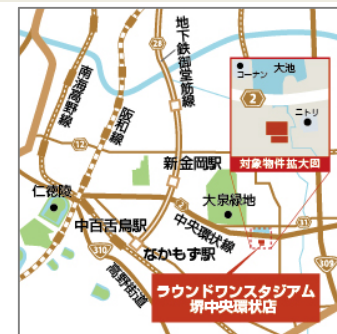 地下鉄御堂筋線
28
南海高野線
阪和線
コーナン
大池
2
ニトリ
対象物件拡大図
12
新金岡駅
仁徳陵
大泉緑地
中百舌鳥駅
中央環状線
なかもず駅
310
高野街道
309
ラウンドワンスタジアム
堺中央環状店